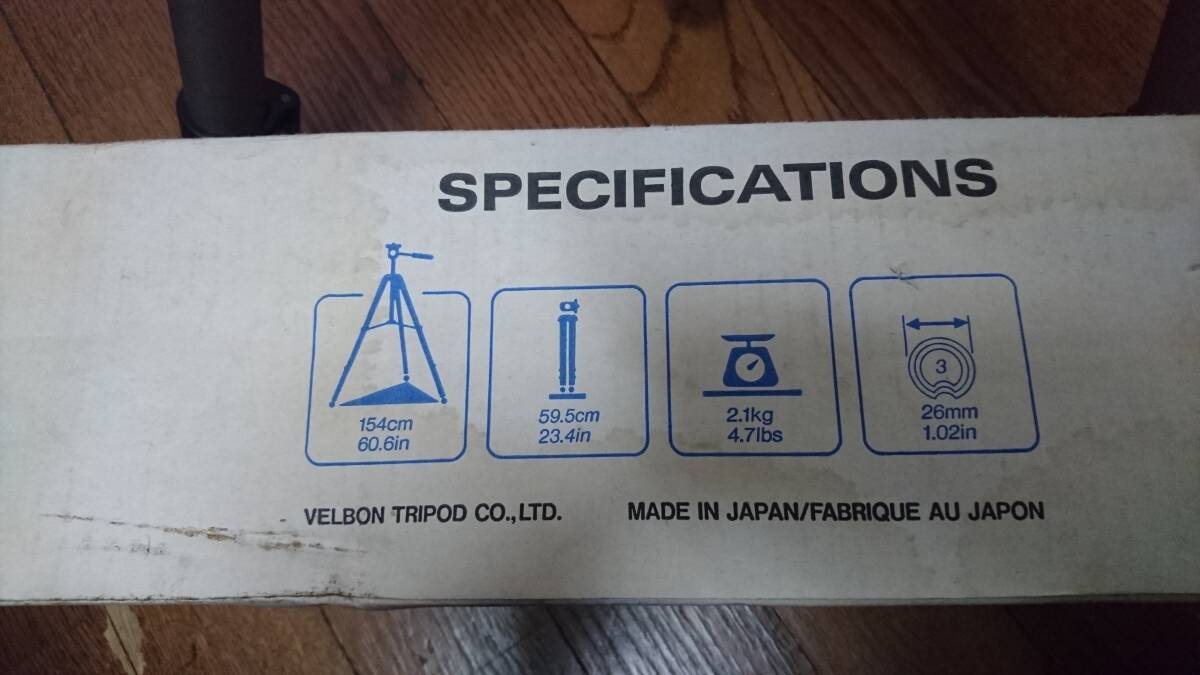 SPECIFICATIONS
154cm
60.6in
59.5cm
23.4in
2.1kg
4.7lbs
3
26mm
1.02in
VELBON TRIPOD CO.,LTD.
MADE IN JAPAN/FABRIQUE AU JAPON